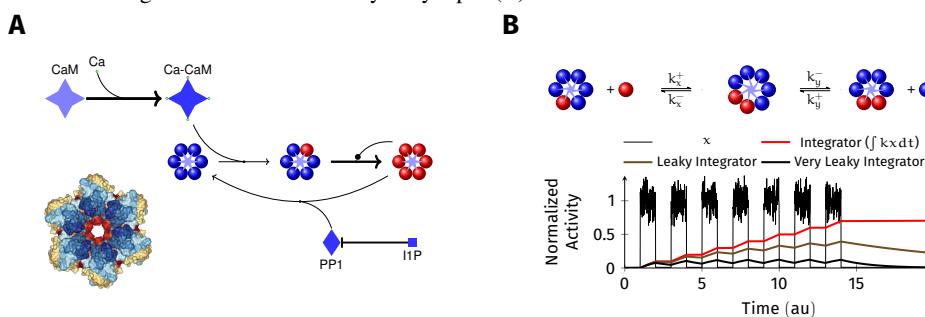 A
B
CaM
Ca
Ca-CaM
PP1
I1P
+
k_x^+
k_x^-
k_y^-
k_y^+
+
x
Integrator (∫ kxdt)
Leaky Integrator
Very Leaky Integrator
Normalized
Activity
1
0.5
0
0
5
10
15
Time (au)